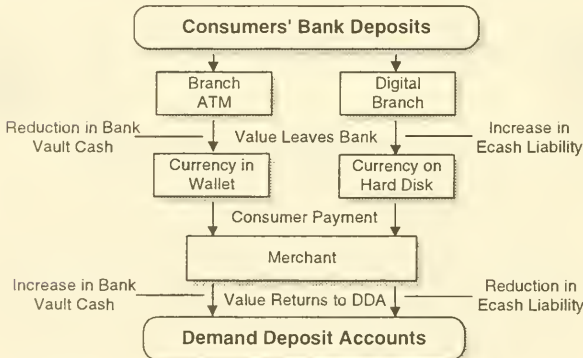 Consumers' Bank Deposits
Branch
ATM
Digital
Branch
Reduction in Bank
Vault Cash
Value Leaves Bank
Increase in
Ecash Liability
Currency in
Wallet
Currency on
Hard Disk
Consumer Payment
Merchant
Increase in Bank
Vault Cash
Value Returns to DDA
Reduction in
Ecash Liability
Demand Deposit Accounts